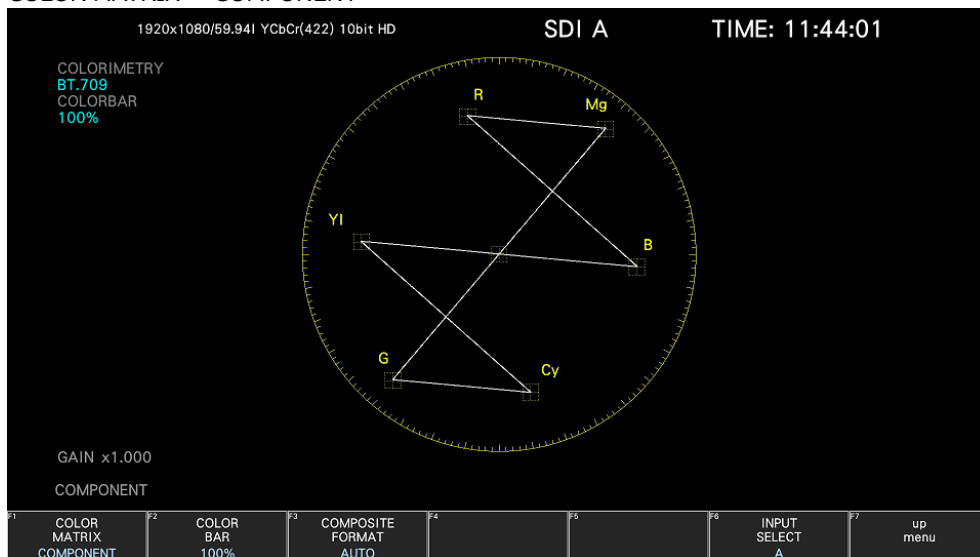 1920x1080/59.94I YCbCr(422) 10bit HD
SDI A
TIME: 11:44:01
COLORIMETRY
BT.709
COLORBAR
100%
R
Mg
Yl
B
G
Cy
GAIN x1.000
COMPONENT
F1 COLOR MATRIX COMPONENT
F2 COLOR BAR 100%
F3 COMPOSITE FORMAT AUTO
F4
F5
F6 INPUT SELECT A
F7 up menu